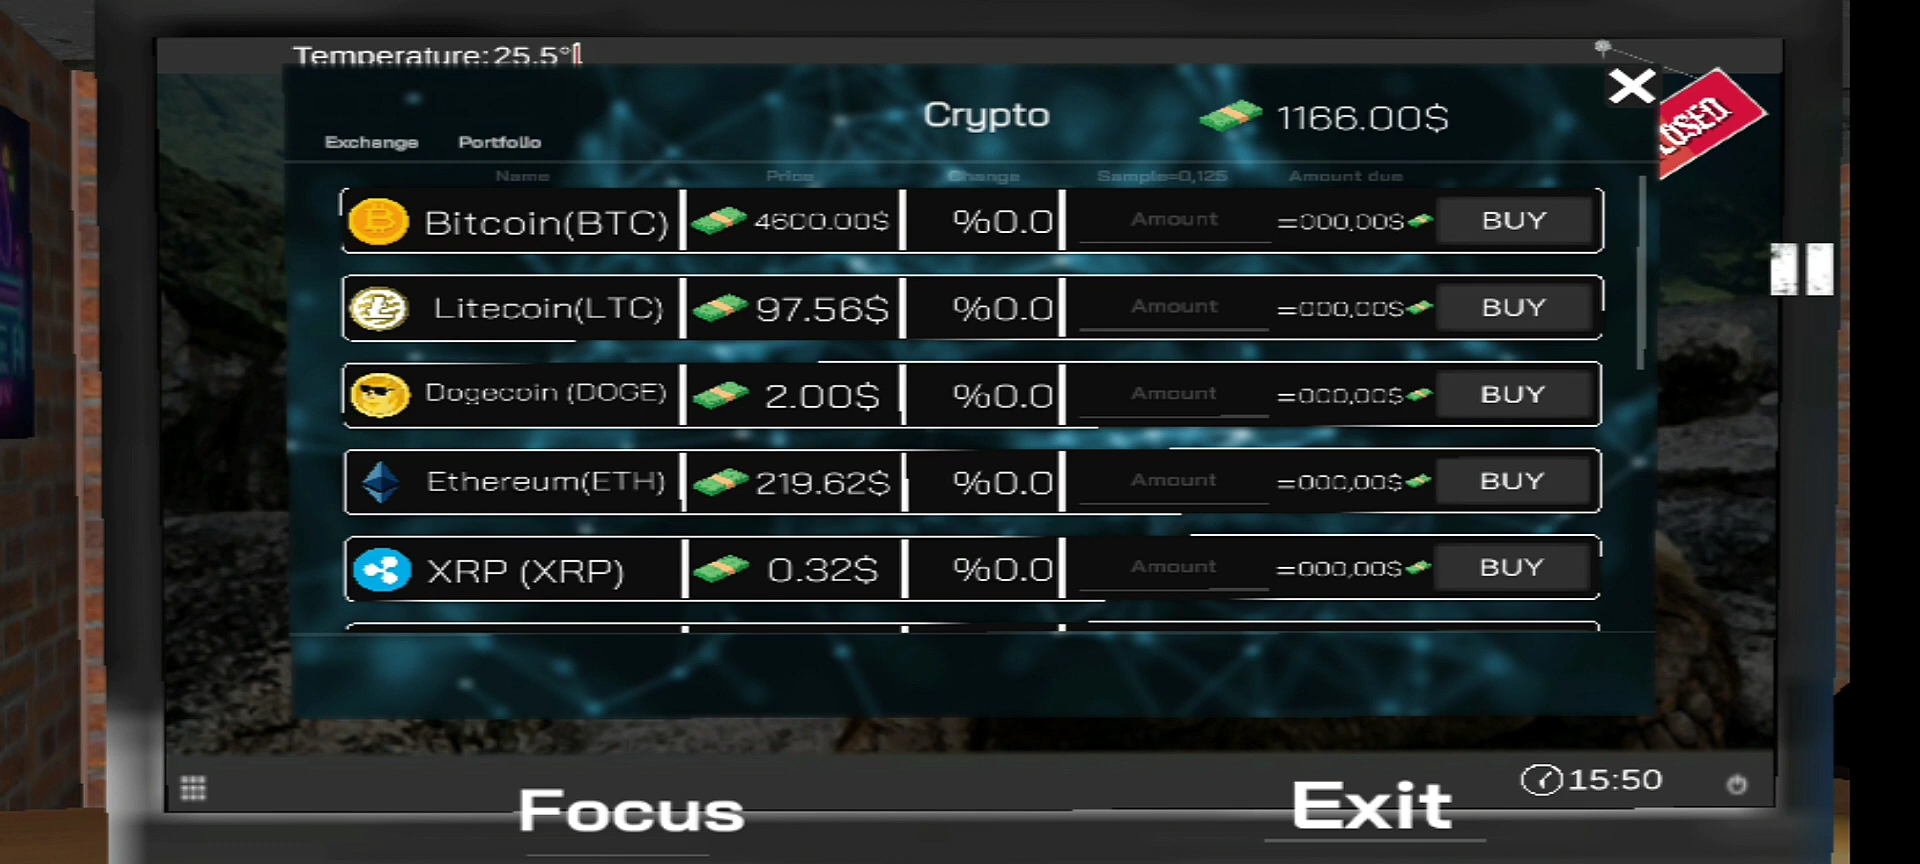 Temperature:25.5°
Crypto
1166.00$
Exchange
Portfolio
Name Price Change Sample=0,125 Amount due
Bitcoin(BTC) 4600.00$ %0.0 Amount =000,00$ BUY
Litecoin(LTC) 97.56$ %0.0 Amount =000,00$ BUY
Dogecoin (DOGE) 2.00$ %0.0 Amount =000,00$ BUY
Ethereum(ETH) 219.62$ %0.0 Amount =000,00$ BUY
XRP (XRP) 0.32$ %0.0 Amount =000,00$ BUY
Focus
Exit
15:50